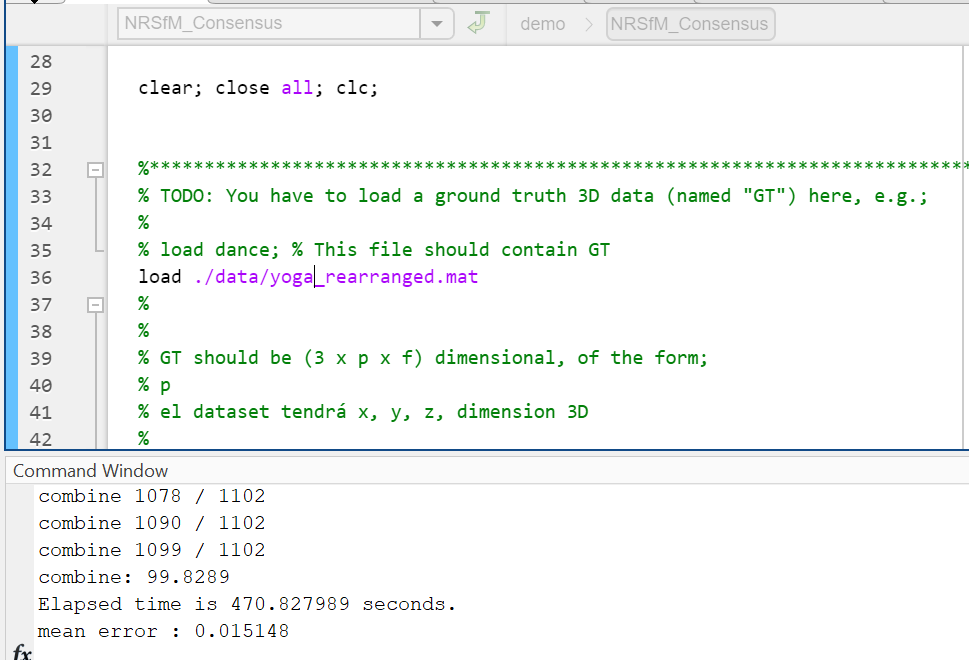 NRSfM_Consensus demo NRSfM_Consensus
28
29 clear; close all; clc;
30
31
32 %**************************************************************************
33 % TODO: You have to load a ground truth 3D data (named "GT") here, e.g.;
34 %
35 % load dance; % This file should contain GT
36 load ./data/yoga_rearranged.mat
37 %
38 %
39 % GT should be (3 x p x f) dimensional, of the form;
40 % p
41 % el dataset tendrá x, y, z, dimension 3D
42 %
Command Window
combine 1078 / 1102
combine 1090 / 1102
combine 1099 / 1102
combine: 99.8289
Elapsed time is 470.827989 seconds.
mean error : 0.015148
fx